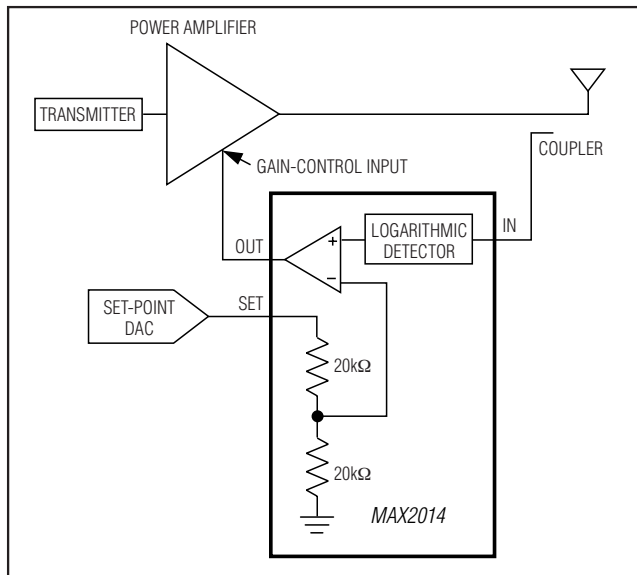 POWER AMPLIFIER
TRANSMITTER
GAIN-CONTROL INPUT
COUPLER
OUT
+
−
LOGARITHMIC
DETECTOR
IN
SET-POINT
DAC
SET
20kΩ
20kΩ
MAX2014